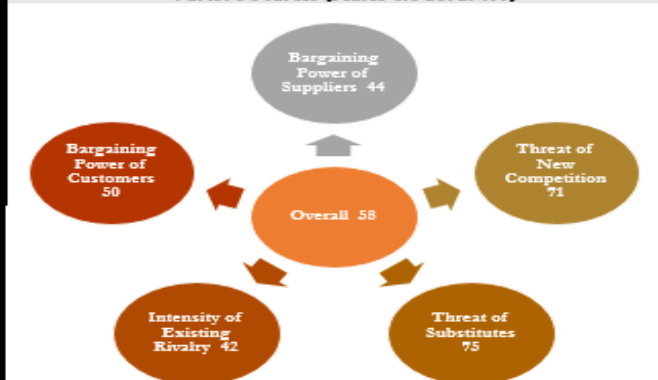 Bargaining
Power of
Suppliers 44
Bargaining
Power of
Customers
50
Threat of
New
Competition
71
Overall 58
Intensity of
Existing
Rivalry 42
Threat of
Substitutes
75